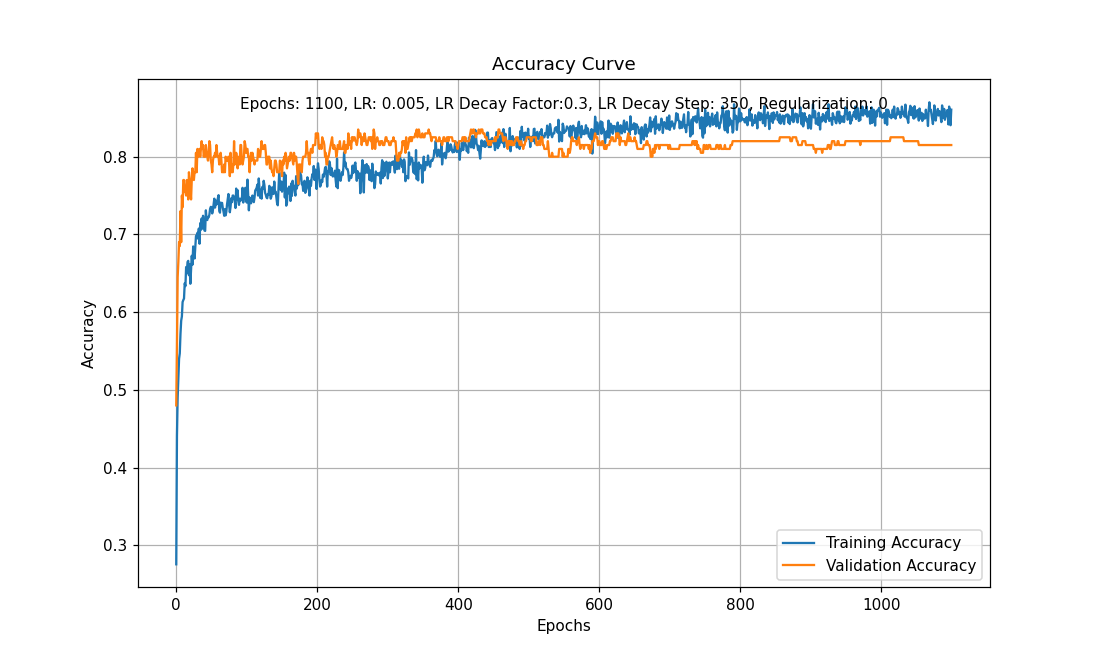 Accuracy Curve
Epochs: 1100, LR: 0.005, LR Decay Factor:0.3, LR Decay Step: 350, Regularization: 0
Accuracy
0.8
0.7
0.6
0.5
0.4
0.3
Training Accuracy
Validation Accuracy
0 200 400 600 800 1000
Epochs